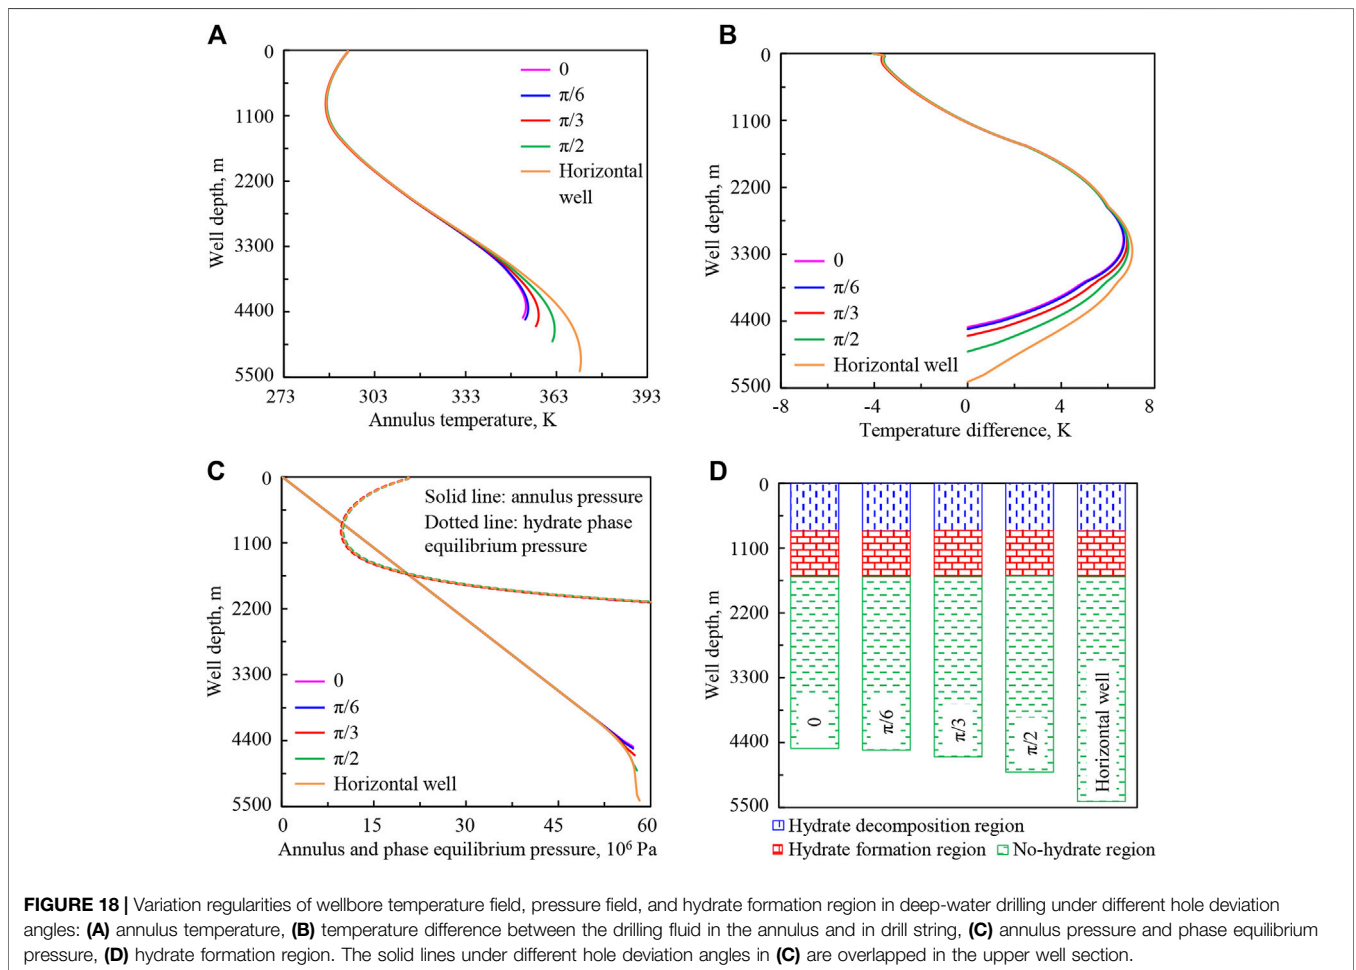 A
0
1100
2200
3300
4400
5500
Well depth, m
273
303
333
363
393
Annulus temperature, K
0
π/6
π/3
π/2
Horizontal
well
B
0
1100
2200
3300
4400
5500
Well depth, m
-8
-4
0
4
8
Temperature difference, K
0
π/6
π/3
π/2
Horizontal well
C
0
1100
2200
3300
4400
5500
Well depth, m
0
15
30
45
60
Annulus and phase equilibrium pressure, 10⁶ Pa
Solid line: annulus pressure
Dotted line: hydrate phase
equilibrium pressure
0
π/6
π/3
π/2
Horizontal well
D
0
1100
2200
3300
4400
5500
Well depth, m
0
π/6
π/3
π/2
Horizontal well
Hydrate decomposition region
Hydrate formation region
No-hydrate region
FIGURE 18 | Variation regularities of wellbore temperature field, pressure field, and hydrate formation region in deep-water drilling under different hole deviation
angles: (A) annulus temperature, (B) temperature difference between the drilling fluid in the annulus and in drill string, (C) annulus pressure and phase equilibrium
pressure, (D) hydrate formation region. The solid lines under different hole deviation angles in (C) are overlapped in the upper well section.